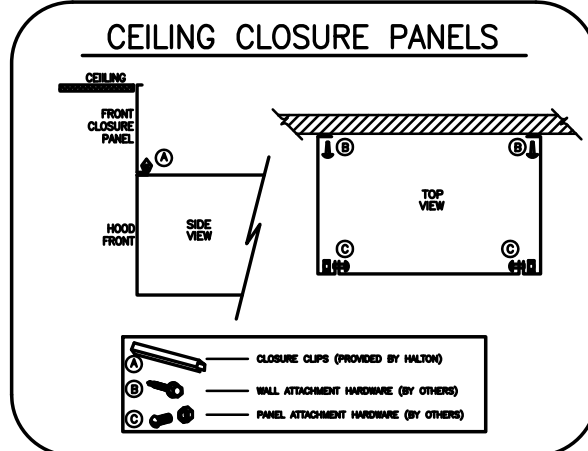 CEILING CLOSURE PANELS
CEILING
FRONT
CLOSURE
PANEL
A
HOOD
FRONT
SIDE
VIEW
B
B
TOP
VIEW
C
C
A
CLOSURE CLIPS (PROVIDED BY HALTON)
B
WALL ATTACHMENT HARDWARE (BY OTHERS)
C
PANEL ATTACHMENT HARDWARE (BY OTHERS)